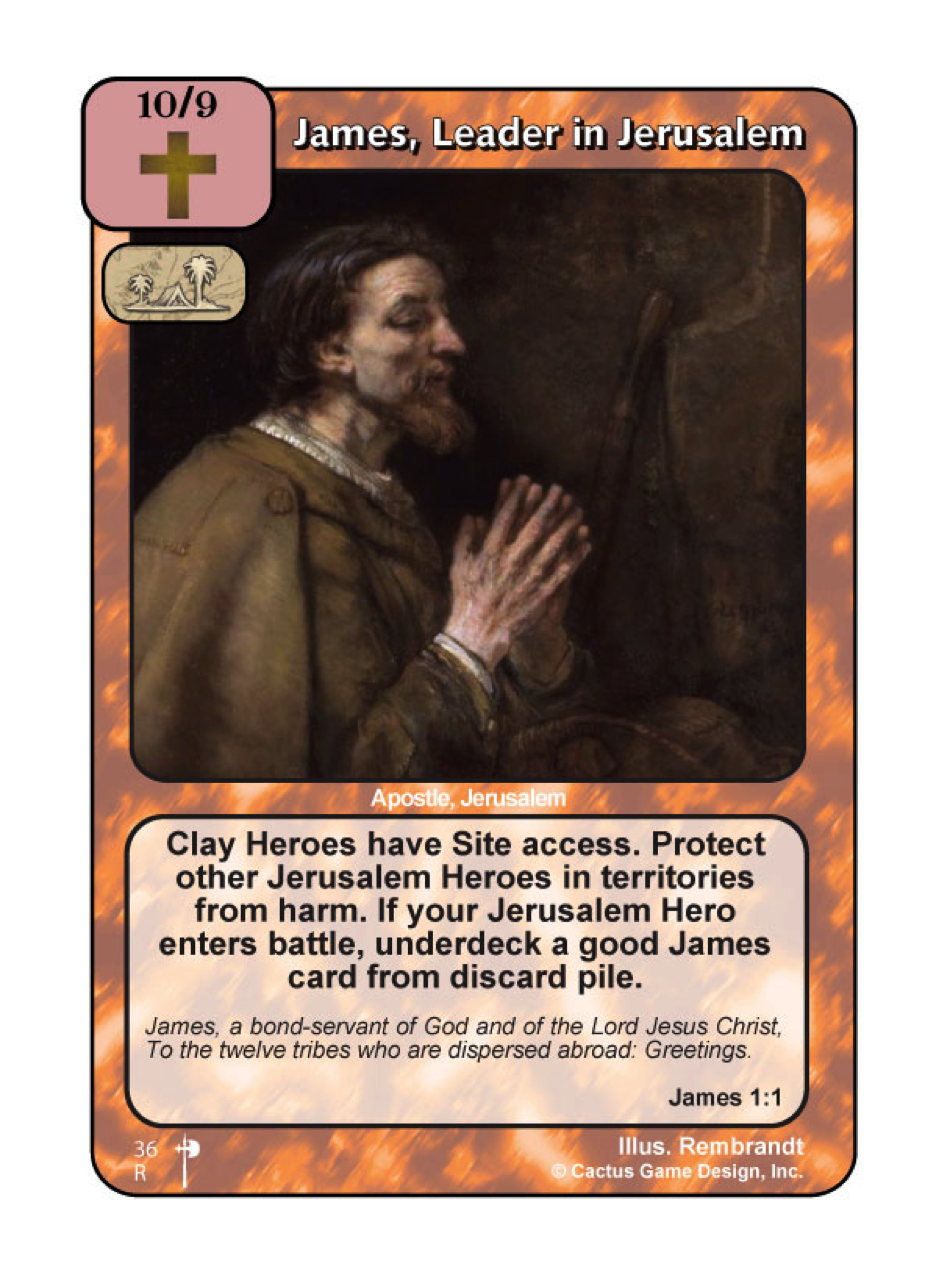 10/9
James, Leader in Jerusalem
Apostle, Jerusalem
Clay Heroes have Site access. Protect
other Jerusalem Heroes in territories
from harm. If your Jerusalem Hero
enters battle, underdeck a good James
card from discard pile.
James, a bond-servant of God and of the Lord Jesus Christ,
To the twelve tribes who are dispersed abroad: Greetings.
James 1:1
36
R
Illus. Rembrandt
© Cactus Game Design, Inc.